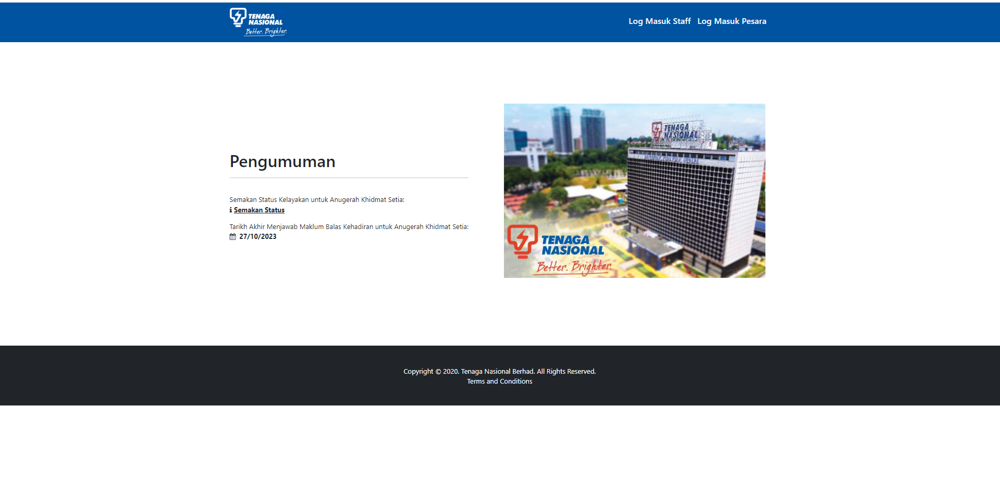 TENAGA
NASIONAL
Better. Brighter.
Log Masuk Staff Log Masuk Pesara
Pengumuman
Semakan Status Kelayakan untuk Anugerah Khidmat Setia:
Semakan Status
Tarikh Akhir Menjawab Maklum Balas Kehadiran untuk Anugerah Khidmat Setia:
27/10/2023
TENAGA
NASIONAL
TENAGA
NASIONAL
Better. Brighter.
Copyright © 2020. Tenaga Nasional Berhad. All Rights Reserved.
Terms and Conditions